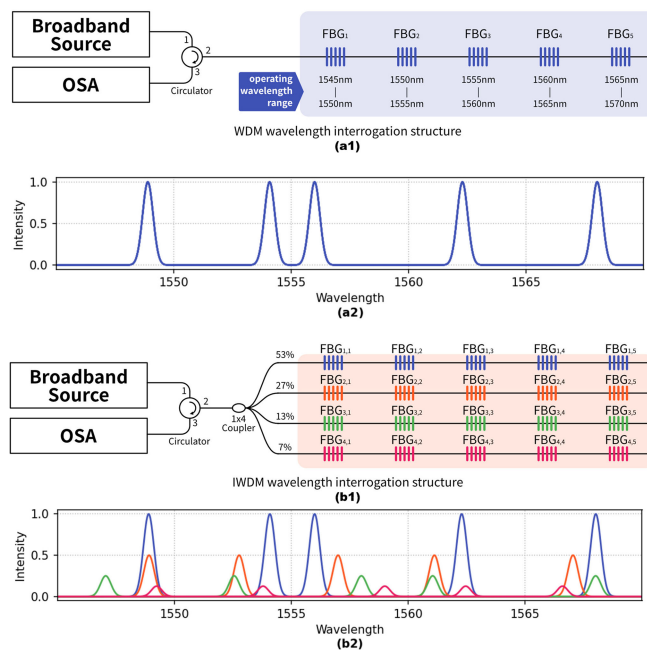 Broadband
Source
OSA
1
2
3
Circulator
FBG₁ FBG₂ FBG₃ FBG₄ FBG₅
operating
wavelength
range
1545nm 1550nm 1555nm 1560nm 1565nm
1550nm 1555nm 1560nm 1565nm 1570nm
WDM wavelength interrogation structure
(a1)
Intensity
1.0
0.5
0.0
1550 1555 1560 1565
Wavelength
(a2)
Broadband
Source
OSA
1
2
3
Circulator
1x4
Coupler
53%
27%
13%
7%
FBG₁,₁ FBG₁,₂ FBG₁,₃ FBG₁,₄ FBG₁,₅
FBG₂,₁ FBG₂,₂ FBG₂,₃ FBG₂,₄ FBG₂,₅
FBG₃,₁ FBG₃,₂ FBG₃,₃ FBG₃,₄ FBG₃,₅
FBG₄,₁ FBG₄,₂ FBG₄,₃ FBG₄,₄ FBG₄,₅
IWDM wavelength interrogation structure
(b1)
Intensity
1.0
0.5
0.0
1550 1555 1560 1565
Wavelength
(b2)